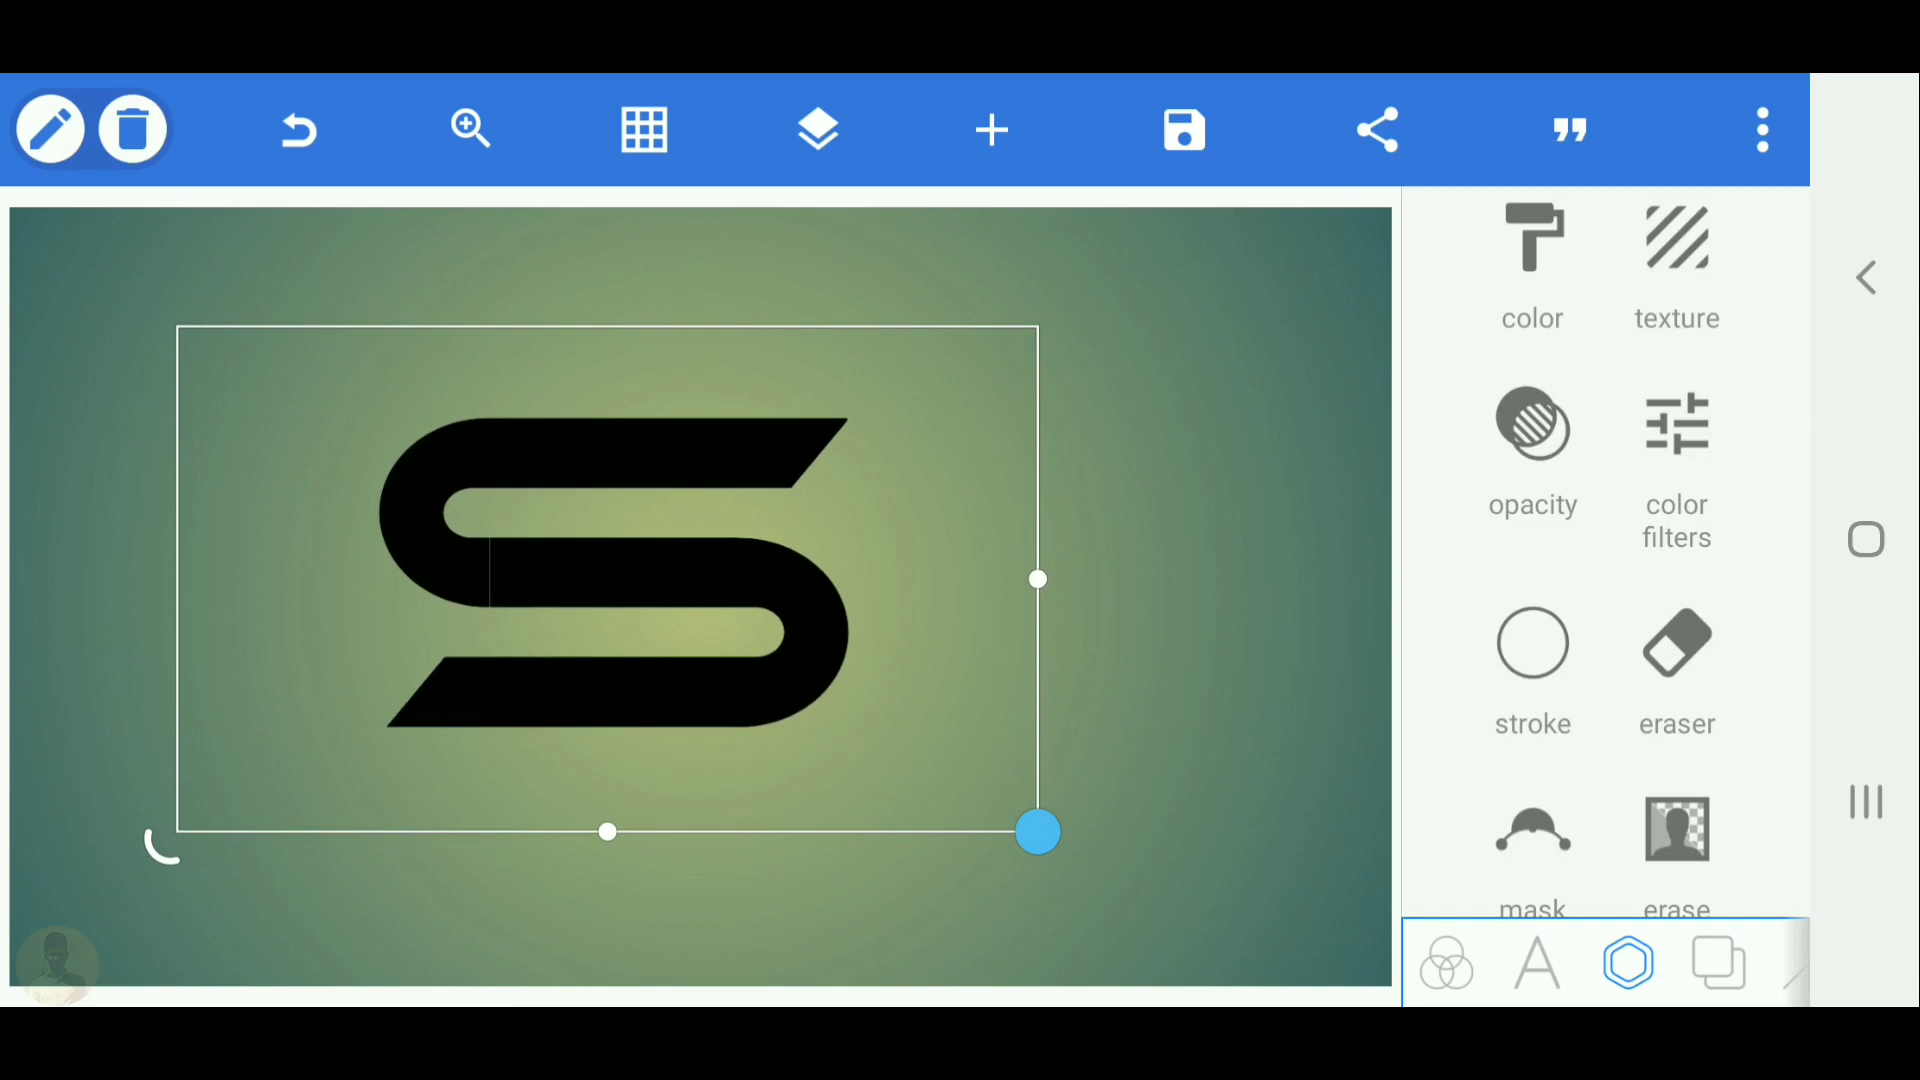 color
texture
opacity
color
filters
stroke
eraser
mask
erase
S
A